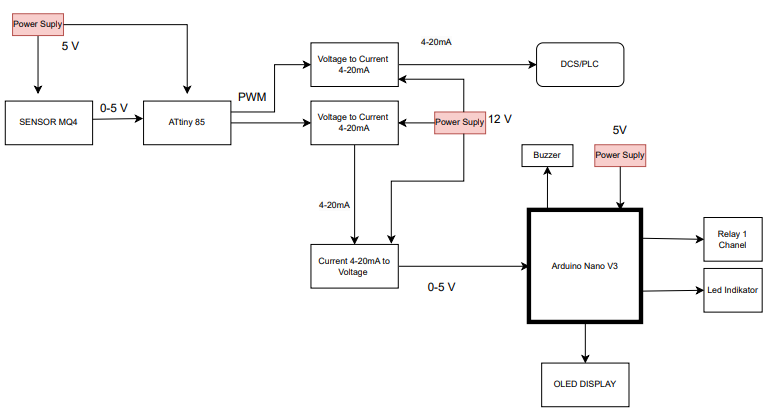 Power Suply
5 V
SENSOR MQ4
0-5 V
ATtiny 85
PWM
Voltage to Current
4-20mA
4-20mA
DCS/PLC
Voltage to Current
4-20mA
Power Suply
12 V
4-20mA
Current 4-20mA to
Voltage
0-5 V
5V
Buzzer
Power Suply
Arduino Nano V3
Relay 1
Chanel
Led Indikator
OLED DISPLAY